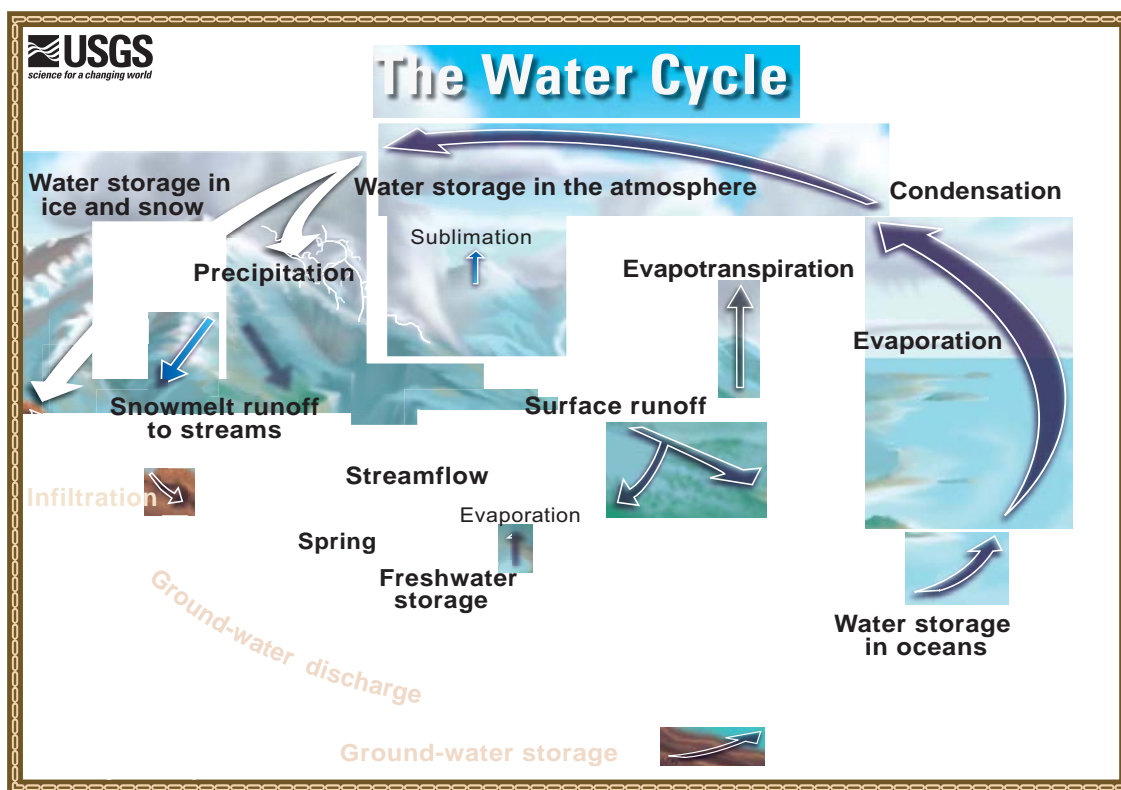 USGS
science for a changing world
The Water Cycle
Water storage in
ice and snow
Water storage in the atmosphere
Condensation
Sublimation
Precipitation
Evapotranspiration
Evaporation
Snowmelt runoff
to streams
Surface runoff
Streamflow
Infiltration
Evaporation
Spring
Freshwater
storage
Ground-water discharge
Water storage
in oceans
Ground-water storage